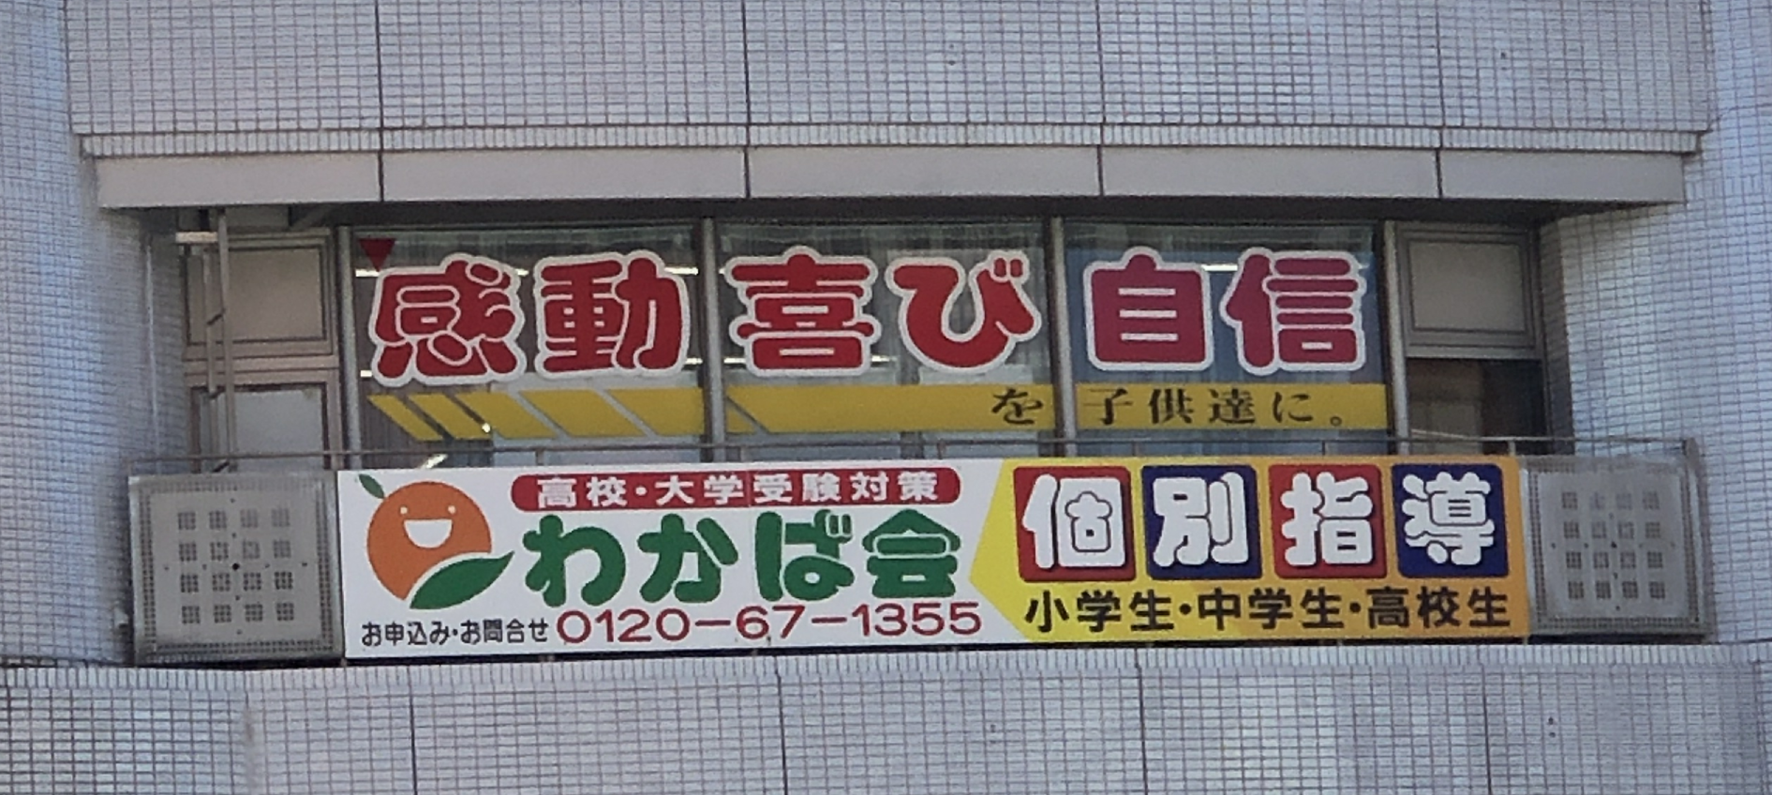 感動 喜び 自信
を子供達に。
高校・大学受験対策
わかば会
お申込み・お問合せ 0120-67-1355
個別指導
小学生・中学生・高校生